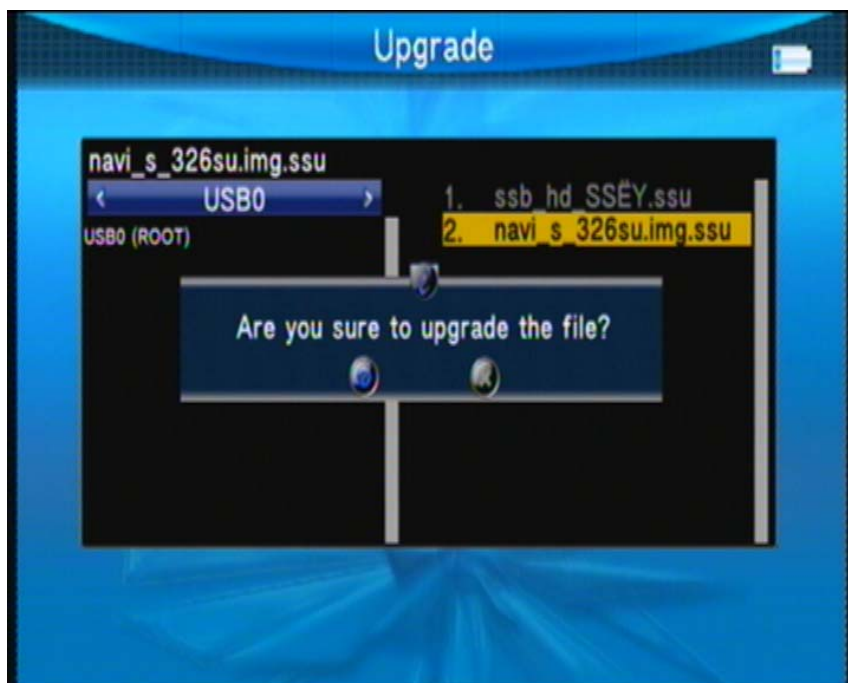 Upgrade
navi_s_326su.img.ssu
USB0
USB0 (ROOT)
1. ssb_hd_SSËY.ssu
2. navi_s_326su.img.ssu
Are you sure to upgrade the file?